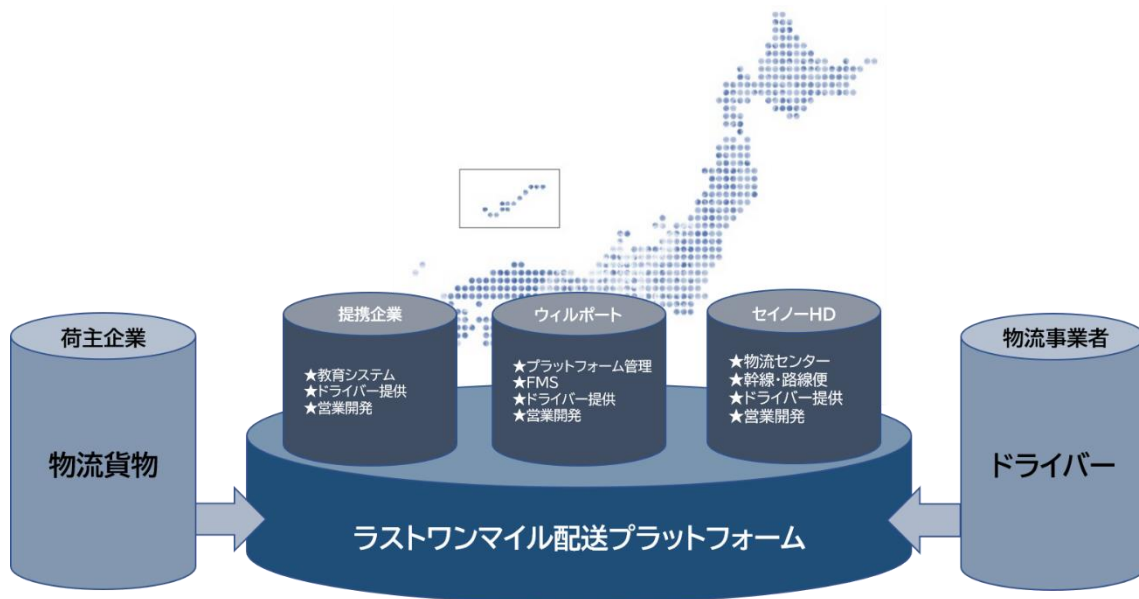 提携企業
★教育システム
★ドライバー提供
★営業開発
ウィルポート
★プラットフォーム管理
★FMS
★ドライバー提供
★営業開発
セイノーHD
★物流センター
★幹線・路線便
★ドライバー提供
★営業開発
荷主企業
物流貨物
物流事業者
ドライバー
ラストワンマイル配送プラットフォーム